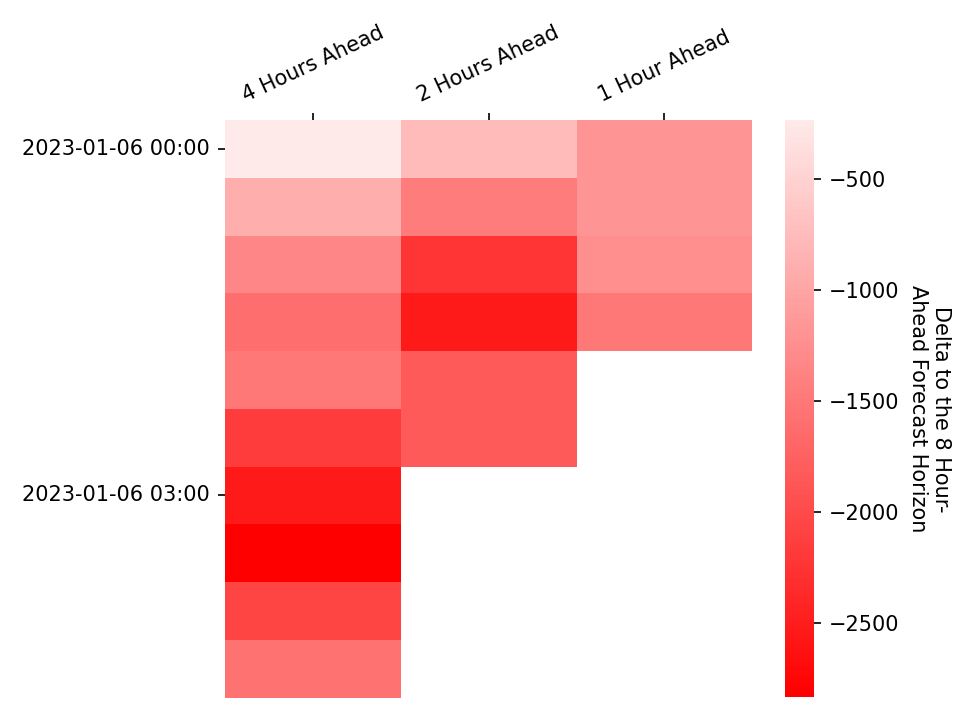 4 Hours Ahead
2 Hours Ahead
1 Hour Ahead
2023-01-06 00:00
2023-01-06 03:00
−500
−1000
−1500
−2000
−2500
Delta to the 8 Hour-
Ahead Forecast Horizon